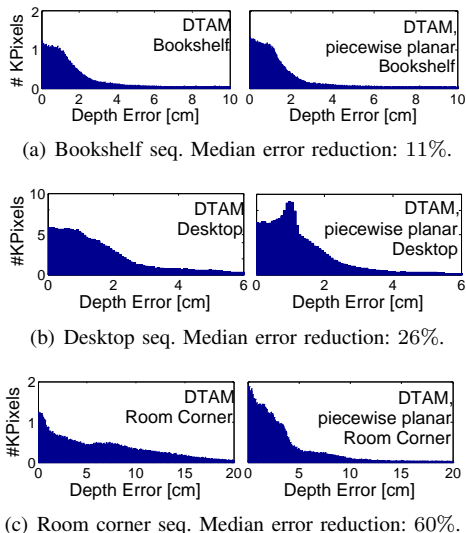 DTAM
Bookshelf
DTAM,
piecewise planar
Bookshelf
# KPixels
2
1
0
0 2 4 6 8 10
0 2 4 6 8 10
Depth Error [cm]
Depth Error [cm]
(a) Bookshelf seq. Median error reduction: 11%.
DTAM
Desktop
DTAM,
piecewise planar
Desktop
#KPixels
10
5
0
0 2 4 6
0 2 4 6
Depth Error [cm]
Depth Error [cm]
(b) Desktop seq. Median error reduction: 26%.
DTAM
Room Corner
DTAM,
piecewise planar
Room Corner
#KPixels
2
1
0
0 5 10 15 20
0 5 10 15 20
Depth Error [cm]
Depth Error [cm]
(c) Room corner seq. Median error reduction: 60%.